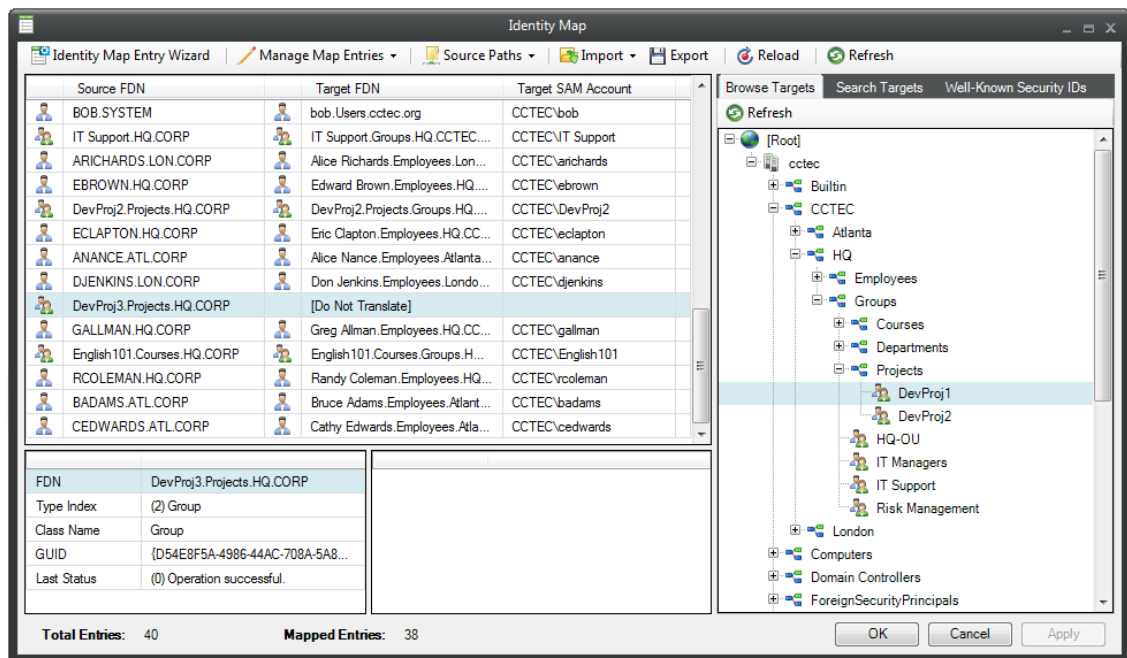 Identity Map
Identity Map Entry Wizard Manage Map Entries Source Paths Import Export Reload Refresh
Source FDN Target FDN Target SAM Account
BOB.SYSTEM bob.Users.cctec.org CCTEC\bob
IT Support.HQ.CORP IT Support.Groups.HQ.CCTEC.... CCTEC\IT Support
ARICHARDS.LON.CORP Alice Richards.Employees.Lon... CCTEC\arichards
EBROWN.HQ.CORP Edward Brown.Employees.HQ.... CCTEC\ebrown
DevProj2.Projects.HQ.CORP DevProj2.Projects.Groups.HQ.... CCTEC\DevProj2
ECLAPTON.HQ.CORP Eric Clapton.Employees.HQ.CC... CCTEC\eclapton
ANANCE.ATL.CORP Alice Nance.Employees.Atlanta... CCTEC\anance
DJENKINS.LON.CORP Don Jenkins.Employees.Londo... CCTEC\djenkins
DevProj3.Projects.HQ.CORP [Do Not Translate]
GALLMAN.HQ.CORP Greg Allman.Employees.HQ.CC... CCTEC\gallman
English101.Courses.HQ.CORP English101.Courses.Groups.H... CCTEC\English101
RCOLEMAN.HQ.CORP Randy Coleman.Employees.HQ... CCTEC\rcoleman
BADAMS.ATL.CORP Bruce Adams.Employees.Atlant... CCTEC\badams
CEDWARDS.ATL.CORP Cathy Edwards.Employees.Atla... CCTEC\cedwards
FDN DevProj3.Projects.HQ.CORP
Type Index (2) Group
Class Name Group
GUID {D54E8F5A-4986-44AC-708A-5A8...
Last Status (0) Operation successful.
Browse Targets Search Targets Well-Known Security IDs
Refresh
[Root]
cctec
Builtin
CCTEC
Atlanta
HQ
Employees
Groups
Courses
Departments
Projects
DevProj1
DevProj2
HQ-OU
IT Managers
IT Support
Risk Management
London
Computers
Domain Controllers
ForeignSecurityPrincipals
Total Entries: 40 Mapped Entries: 38
OK Cancel Apply